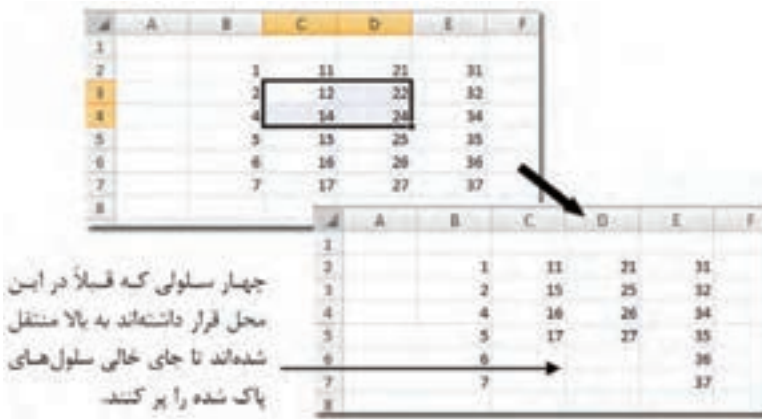 A B C D E F
1
2 1 11 21 31
3 2 12 22 32
4 4 14 24 34
5 5 15 25 35
6 6 16 26 36
7 7 17 27 37
8
A B C D E F
1
2 1 11 21 31
3 2 15 25 32
4 4 16 26 34
5 5 17 27 35
6 6 36
7 7 37
8
چهار سلولی که قبلاً در این
محل قرار داشته‌اند به بالا منتقل
شده‌اند تا جای خالی سلول‌های
پاک شده را پر کنند.